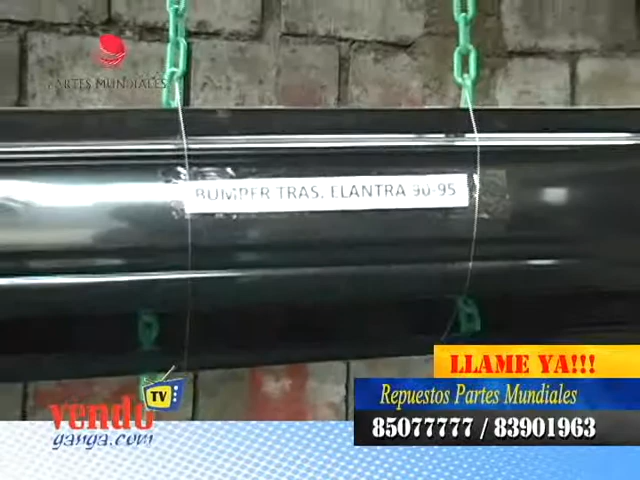 PARTES MUNDIALES
BUMPER TRAS. ELANTRA 90-95
LLAME YA!!!
Repuestos Partes Mundiales
85077777 / 83901963
vendo TV
ganga.com